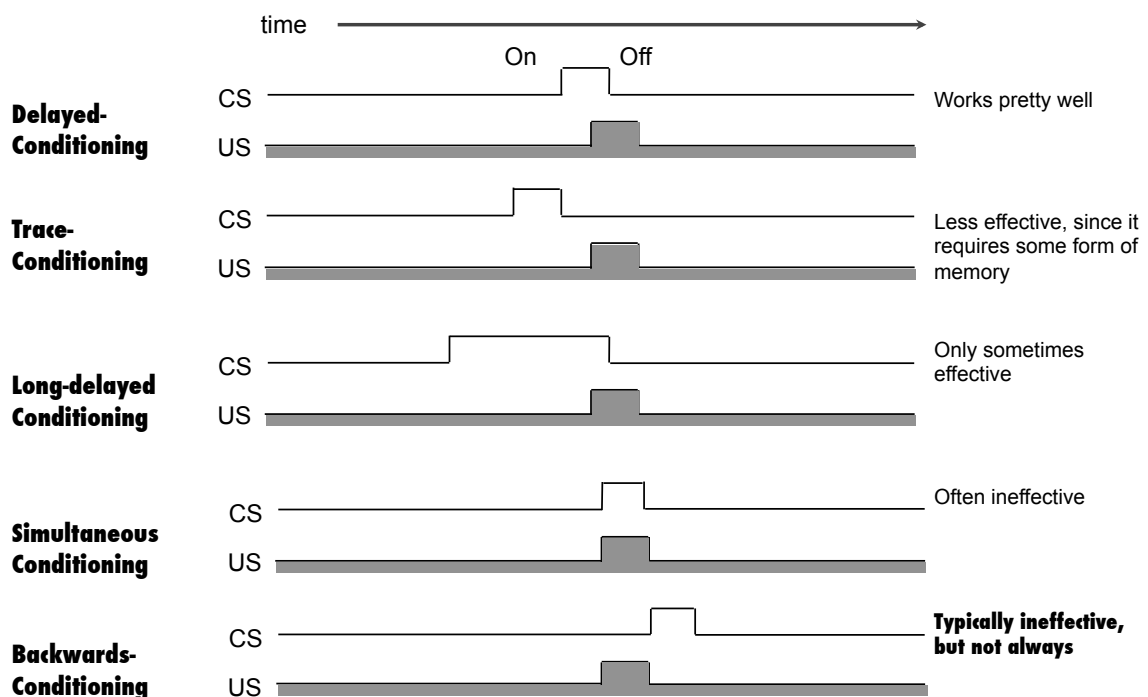 time
On Off
CS
Works pretty well
Delayed-
Conditioning
US
CS
Trace-
Conditioning
Less effective, since it
requires some form of
memory
US
CS
Only sometimes
effective
Long-delayed
Conditioning
US
CS
Often ineffective
Simultaneous
Conditioning
US
CS
Typically ineffective,
but not always
Backwards-
Conditioning
US